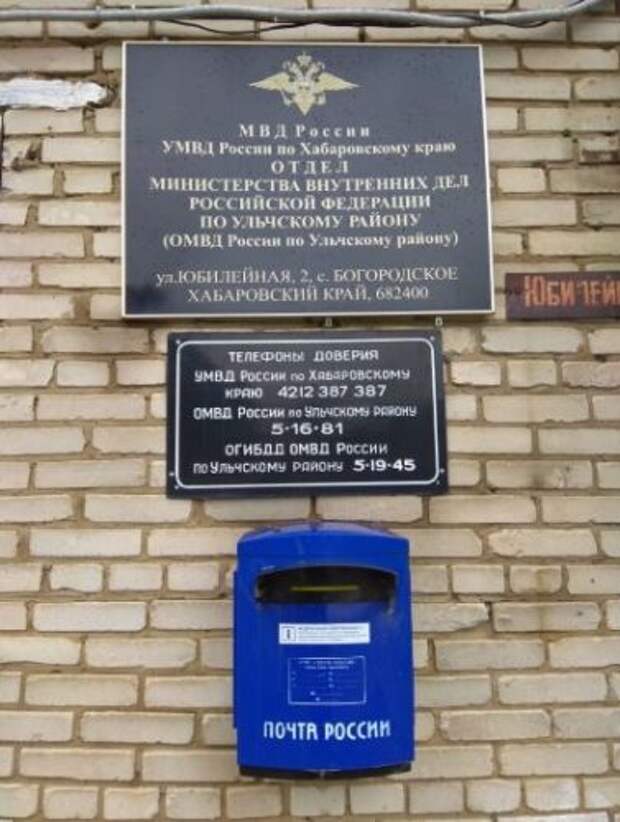 МВД России
УМВД России по Хабаровскому краю
ОТДЕЛ
МИНИСТЕРСТВА ВНУТРЕННИХ ДЕЛ
РОССИЙСКОЙ ФЕДЕРАЦИИ
ПО УЛЬЧСКОМУ РАЙОНУ
(ОМВД России по Ульчскому району)
ул.ЮБИЛЕЙНАЯ, 2, с. БОГОРОДСКОЕ
ХАБАРОВСКИЙ КРАЙ, 682400
ЮБИЛЕЙ
ТЕЛЕФОНЫ ДОВЕРИЯ
УМВД РОССИИ ПО ХАБАРОВСКОМУ
КРАЮ 4212 387 387
ОМВД РОССИИ ПО УЛЬЧСКОМУ РАЙОНУ
5-16-81
ОГИБДД ОМВД РОССИИ
ПО УЛЬЧСКОМУ РАЙОНУ 5-19-45
ПОЧТА РОССИИ